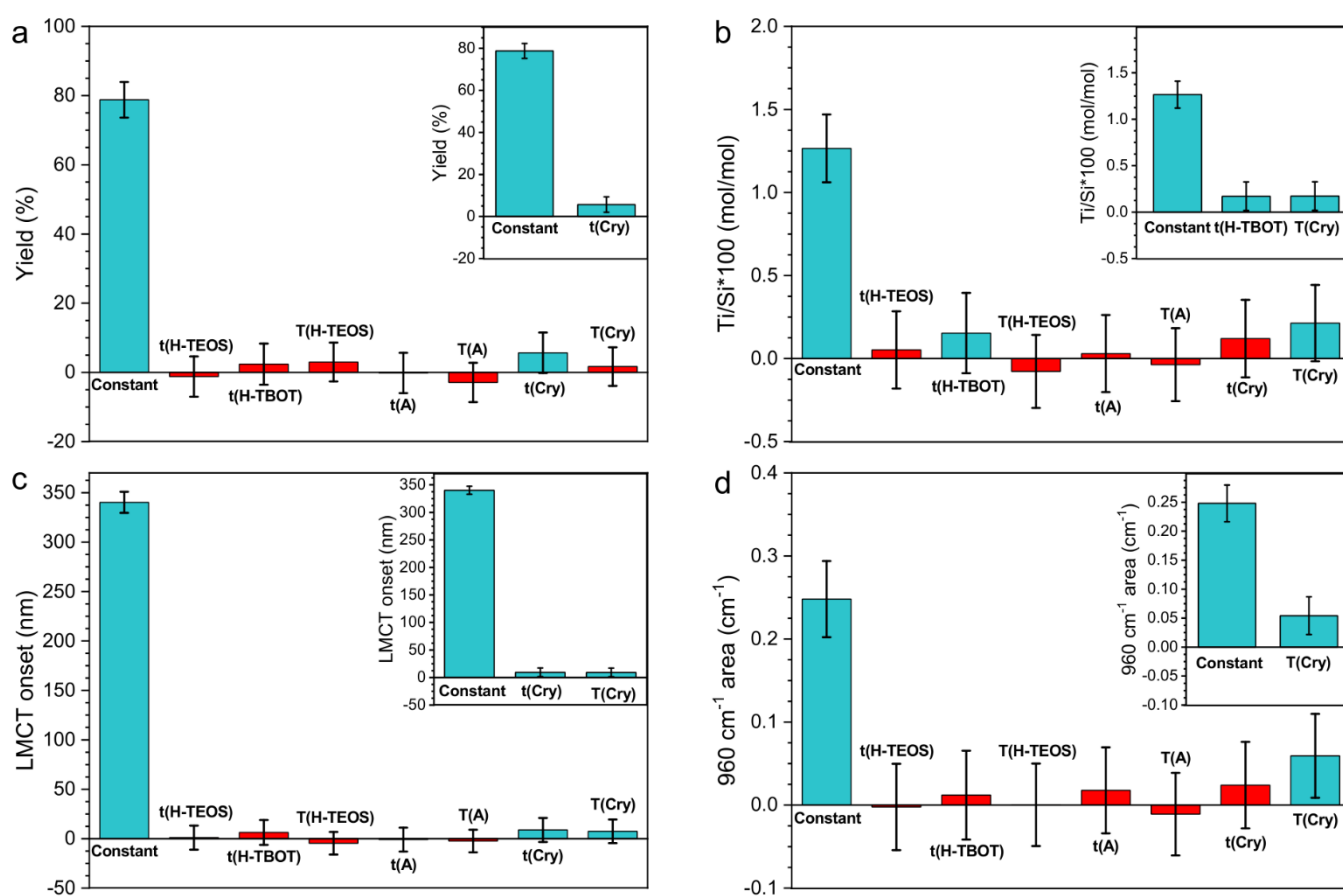 a
Yield (%)
100
80
60
40
20
0
-20
Constant
t(H-TEOS)
t(H-TBOT)
T(H-TEOS)
t(A)
T(A)
t(Cry)
T(Cry)
Yield (%)
80
60
40
20
0
-20
Constant
t(Cry)
b
Ti/Si*100 (mol/mol)
2.0
1.5
1.0
0.5
0.0
-0.5
Constant
t(H-TEOS)
t(H-TBOT)
T(H-TEOS)
t(A)
T(A)
t(Cry)
T(Cry)
Ti/Si*100 (mol/mol)
1.5
1.0
0.5
0.0
-0.5
Constant
t(H-TBOT)
T(Cry)
c
LMCT onset (nm)
350
300
250
200
150
100
50
0
-50
Constant
t(H-TEOS)
t(H-TBOT)
T(H-TEOS)
t(A)
T(A)
t(Cry)
T(Cry)
LMCT onset (nm)
350
300
250
200
150
100
50
0
-50
Constant
t(Cry)
T(Cry)
d
960 cm⁻¹ area (cm⁻¹)
0.4
0.3
0.2
0.1
0.0
-0.1
Constant
t(H-TEOS)
t(H-TBOT)
T(H-TEOS)
t(A)
T(A)
t(Cry)
T(Cry)
960 cm⁻¹ area (cm⁻¹)
0.25
0.20
0.15
0.10
0.05
0.00
-0.05
-0.10
Constant
T(Cry)